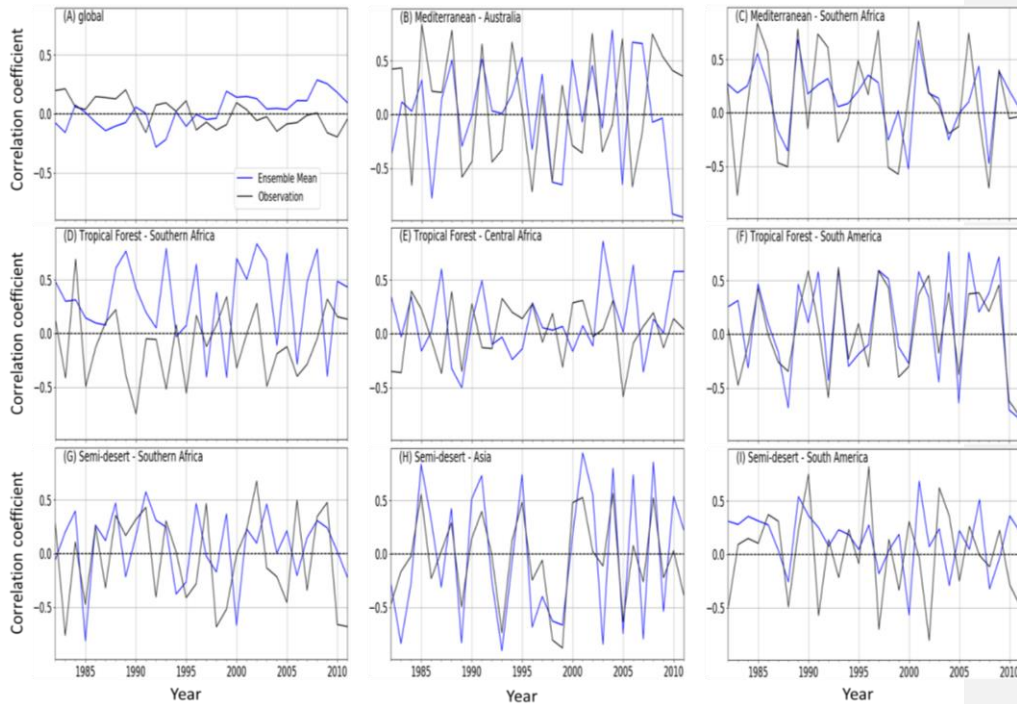 (A) global
(B) Mediterranean - Australia
(C) Mediterranean - Southern Africa
Correlation coefficient
0.5
0.0
−0.5
0.5
0.0
−0.5
0.5
0.0
−0.5
Ensemble Mean
Observation
(D) Tropical Forest - Southern Africa
(E) Tropical Forest - Central Africa
(F) Tropical Forest - South America
Correlation coefficient
0.5
0.0
−0.5
0.5
0.0
−0.5
0.5
0.0
−0.5
(G) Semi-desert - Southern Africa
(H) Semi-desert - Asia
(I) Semi-desert - South America
Correlation coefficient
0.5
0.0
−0.5
0.5
0.0
−0.5
0.5
0.0
−0.5
1985 1990 1995 2000 2005 2010
1985 1990 1995 2000 2005 2010
1985 1990 1995 2000 2005 2010
Year
Year
Year